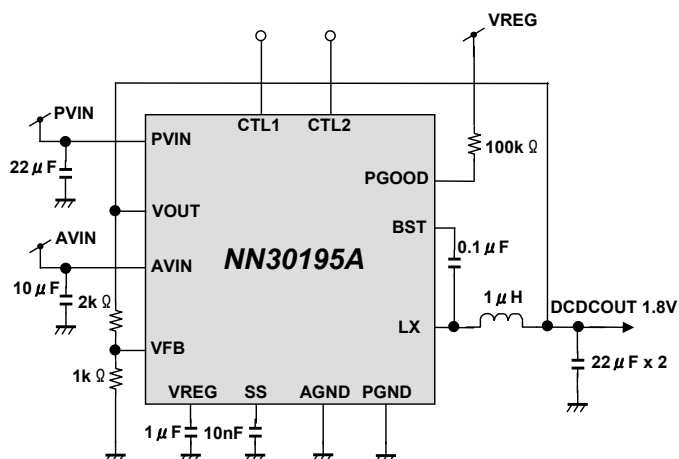 VREG
PVIN
CTL1 CTL2
PVIN
100kΩ
22μF
PGOOD
VOUT
BST
AVIN
0.1μF
AVIN
NN30195A
10μF
1μH
2kΩ
DCDCOUT 1.8V
LX
VFB
22μF x 2
1kΩ
VREG SS AGND PGND
1μF 10nF